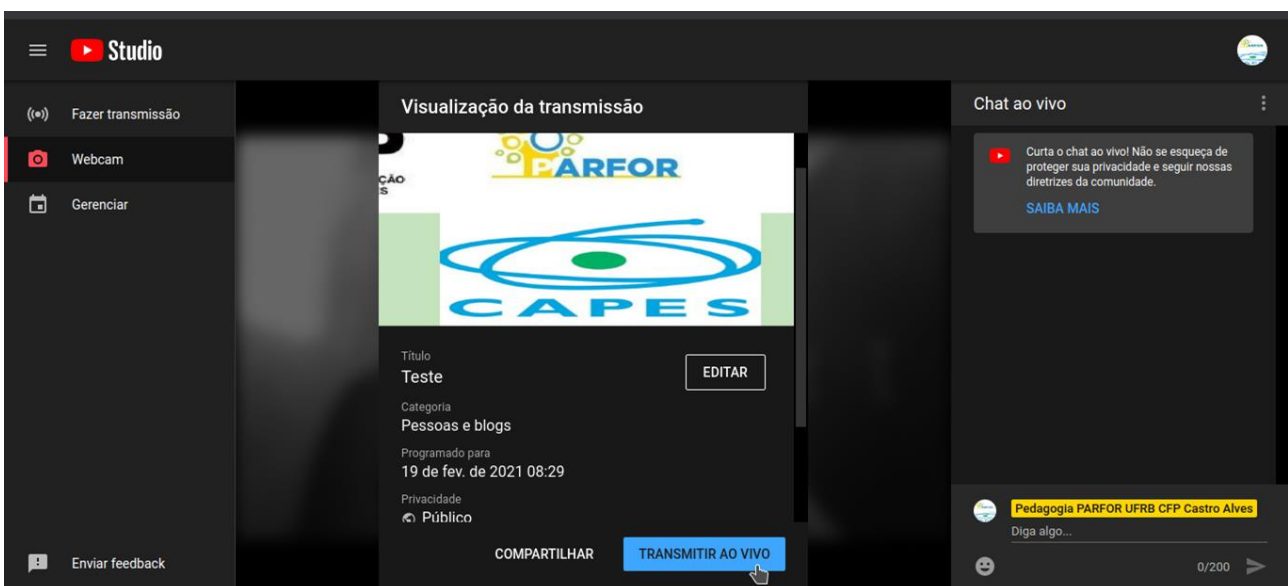 Studio
Fazer transmissão
Webcam
Gerenciar
Enviar feedback
Visualização da transmissão
ÇÃO
S
PARFOR
CAPES
Título
Teste
EDITAR
Categoria
Pessoas e blogs
Programado para
19 de fev. de 2021 08:29
Privacidade
Público
COMPARTILHAR
TRANSMITIR AO VIVO
Chat ao vivo
Curta o chat ao vivo! Não se esqueça de
proteger sua privacidade e seguir nossas
diretrizes da comunidade.
SAIBA MAIS
Pedagogia PARFOR UFRB CFP Castro Alves
Diga algo...
0/200